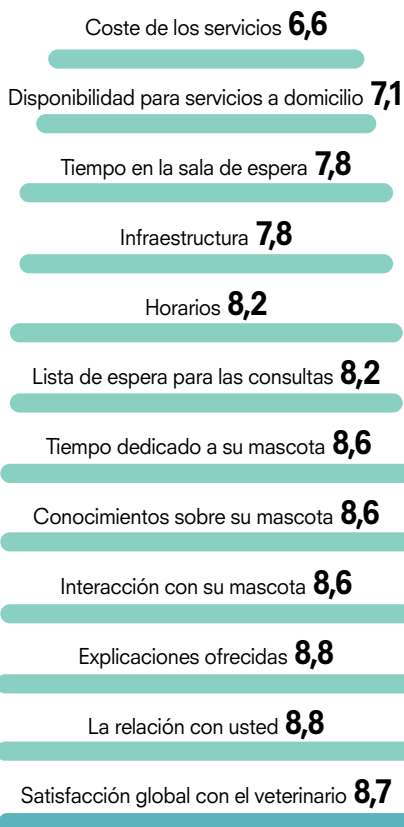 Coste de los servicios 6,6
Disponibilidad para servicios a domicilio 7,1
Tiempo en la sala de espera 7,8
Infraestructura 7,8
Horarios 8,2
Lista de espera para las consultas 8,2
Tiempo dedicado a su mascota 8,6
Conocimientos sobre su mascota 8,6
Interacción con su mascota 8,6
Explicaciones ofrecidas 8,8
La relación con usted 8,8
Satisfacción global con el veterinario 8,7